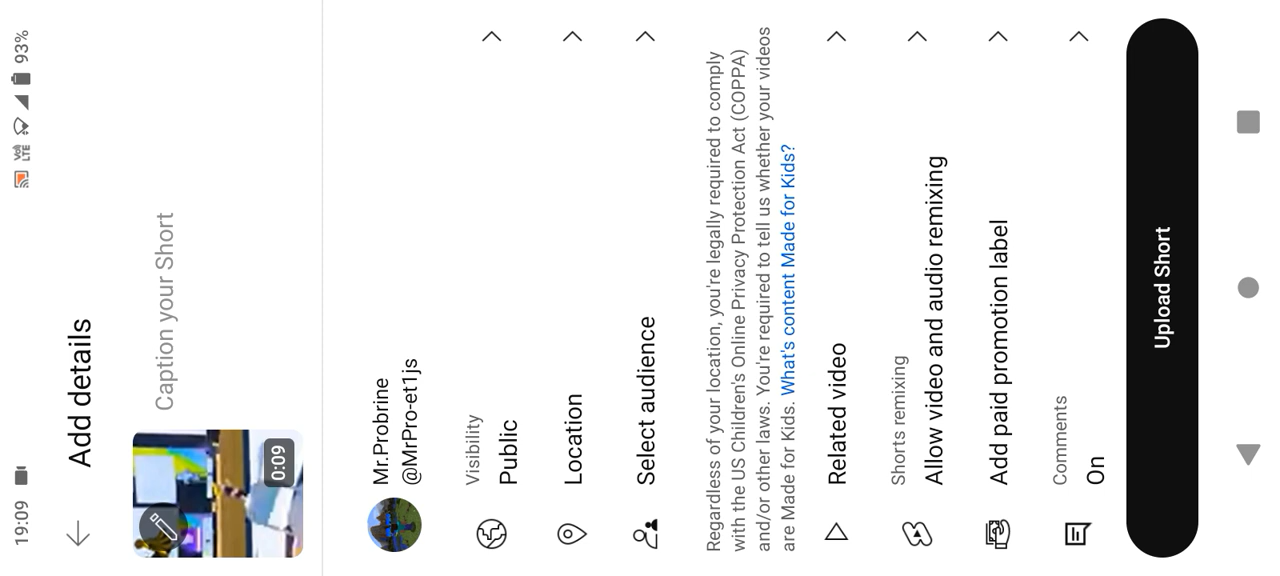 19:09
Vo)) LTE
93%
Add details
Caption your Short
0:09
Mr.Probrine
@MrPro-et1js
Visibility
Public
Location
Select audience
Regardless of your location, you're legally required to comply
with the US Children's Online Privacy Protection Act (COPPA)
and/or other laws. You're required to tell us whether your videos
are Made for Kids. What's content Made for Kids?
Related video
Shorts remixing
Allow video and audio remixing
Add paid promotion label
Comments
On
Upload Short